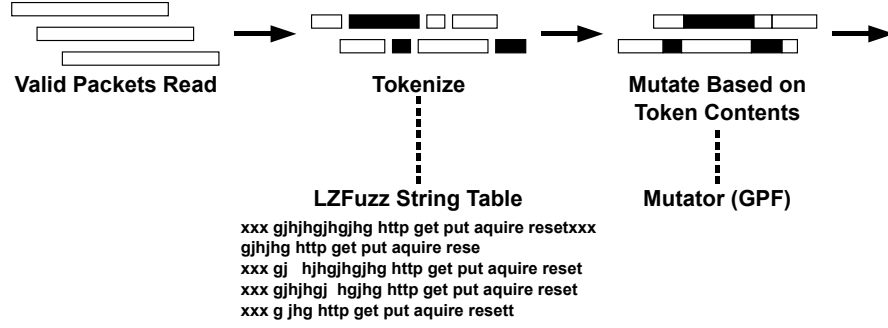 Valid Packets Read
Tokenize
Mutate Based on
Token Contents
LZFuzz String Table
Mutator (GPF)
xxx gjhjhgjhgjhg http get put aquire resetxxx
gjhjhg http get put aquire rese
xxx gj   hjhgjhgjhg http get put aquire reset
xxx gjhjhgj  hgjhg http get put aquire reset
xxx g jhg http get put aquire resett